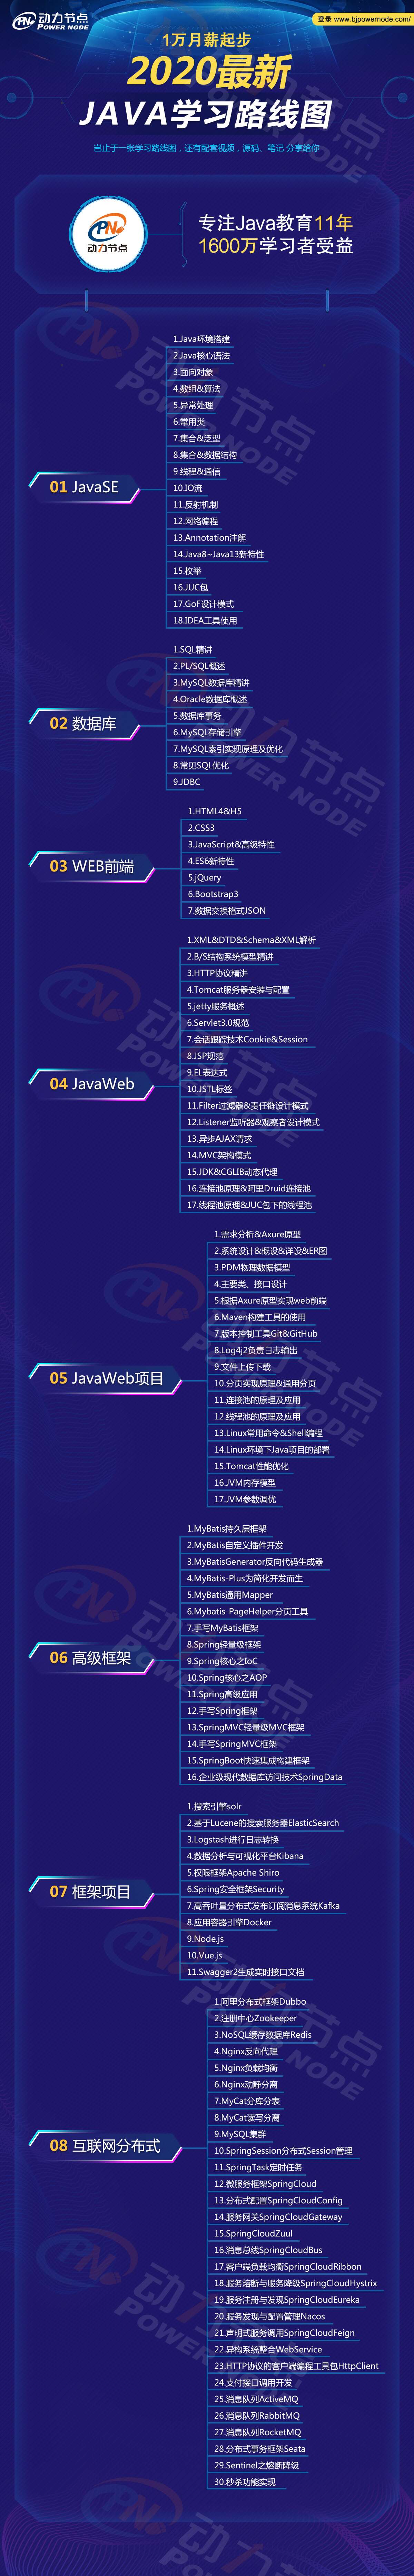 动力节点
POWER NODE
登录 www.bjpowernode.com/
1万月薪起步
2020最新
JAVA学习路线图
岂止于一张学习路线图，还有配套视频，源码、笔记 分享给你
动力节点
专注Java教育11年
1600万学习者受益
01 JavaSE
1.Java环境搭建
2.Java核心语法
3.面向对象
4.数组&算法
5.异常处理
6.常用类
7.集合&泛型
8.集合&数据结构
9.线程&通信
10.IO流
11.反射机制
12.网络编程
13.Annotation注解
14.Java8~Java13新特性
15.枚举
16.JUC包
17.GoF设计模式
18.IDEA工具使用
02 数据库
1.SQL精讲
2.PL/SQL概述
3.MySQL数据库精讲
4.Oracle数据库概述
5.数据库事务
6.MySQL存储引擎
7.MySQL索引实现原理及优化
8.常见SQL优化
9.JDBC
03 WEB前端
1.HTML4&H5
2.CSS3
3.JavaScript&高级特性
4.ES6新特性
5.jQuery
6.Bootstrap3
7.数据交换格式JSON
04 JavaWeb
1.XML&DTD&Schema&XML解析
2.B/S结构系统模型精讲
3.HTTP协议精讲
4.Tomcat服务器安装与配置
5.jetty服务概述
6.Servlet3.0规范
7.会话跟踪技术Cookie&Session
8.JSP规范
9.EL表达式
10.JSTL标签
11.Filter过滤器&责任链设计模式
12.Listener监听器&观察者设计模式
13.异步AJAX请求
14.MVC架构模式
15.JDK&CGLIB动态代理
16.连接池原理&阿里Druid连接池
17.线程池原理&JUC包下的线程池
05 JavaWeb项目
1.需求分析&Axure原型
2.系统设计&概设&详设&ER图
3.PDM物理数据模型
4.主要类、接口设计
5.根据Axure原型实现web前端
6.Maven构建工具的使用
7.版本控制工具Git&GitHub
8.Log4j2负责日志输出
9.文件上传下载
10.分页实现原理&通用分页
11.连接池的原理及应用
12.线程池的原理及应用
13.Linux常用命令&Shell编程
14.Linux环境下Java项目的部署
15.Tomcat性能优化
16.JVM内存模型
17.JVM参数调优
06 高级框架
1.MyBatis持久层框架
2.MyBatis自定义插件开发
3.MyBatisGenerator反向代码生成器
4.MyBatis-Plus为简化开发而生
5.MyBatis通用Mapper
6.Mybatis-PageHelper分页工具
7.手写MyBatis框架
8.Spring轻量级框架
9.Spring核心之IoC
10.Spring核心之AOP
11.Spring高级应用
12.手写Spring框架
13.SpringMVC轻量级MVC框架
14.手写SpringMVC框架
15.SpringBoot快速集成构建框架
16.企业级现代数据库访问技术SpringData
07 框架项目
1.搜索引擎solr
2.基于Lucene的搜索服务器ElasticSearch
3.Logstash进行日志转换
4.数据分析与可视化平台Kibana
5.权限框架Apache Shiro
6.Spring安全框架Security
7.高吞吐量分布式发布订阅消息系统Kafka
8.应用容器引擎Docker
9.Node.js
10.Vue.js
11.Swagger2生成实时接口文档
08 互联网分布式
1.阿里分布式框架Dubbo
2.注册中心Zookeeper
3.NoSQL缓存数据库Redis
4.Nginx反向代理
5.Nginx负载均衡
6.Nginx动静分离
7.MyCat分库分表
8.MyCat读写分离
9.MySQL集群
10.SpringSession分布式Session管理
11.SpringTask定时任务
12.微服务框架SpringCloud
13.分布式配置SpringCloudConfig
14.服务网关SpringCloudGateway
15.SpringCloudZuul
16.消息总线SpringCloudBus
17.客户端负载均衡SpringCloudRibbon
18.服务熔断与服务降级SpringCloudHystrix
19.服务注册与发现SpringCloudEureka
20.服务发现与配置管理Nacos
21.声明式服务调用SpringCloudFeign
22.异构系统整合WebService
23.HTTP协议的客户端编程工具包HttpClient
24.支付接口调用开发
25.消息队列ActiveMQ
26.消息队列RabbitMQ
27.消息队列RocketMQ
28.分布式事务框架Seata
29.Sentinel之熔断降级
30.秒杀功能实现